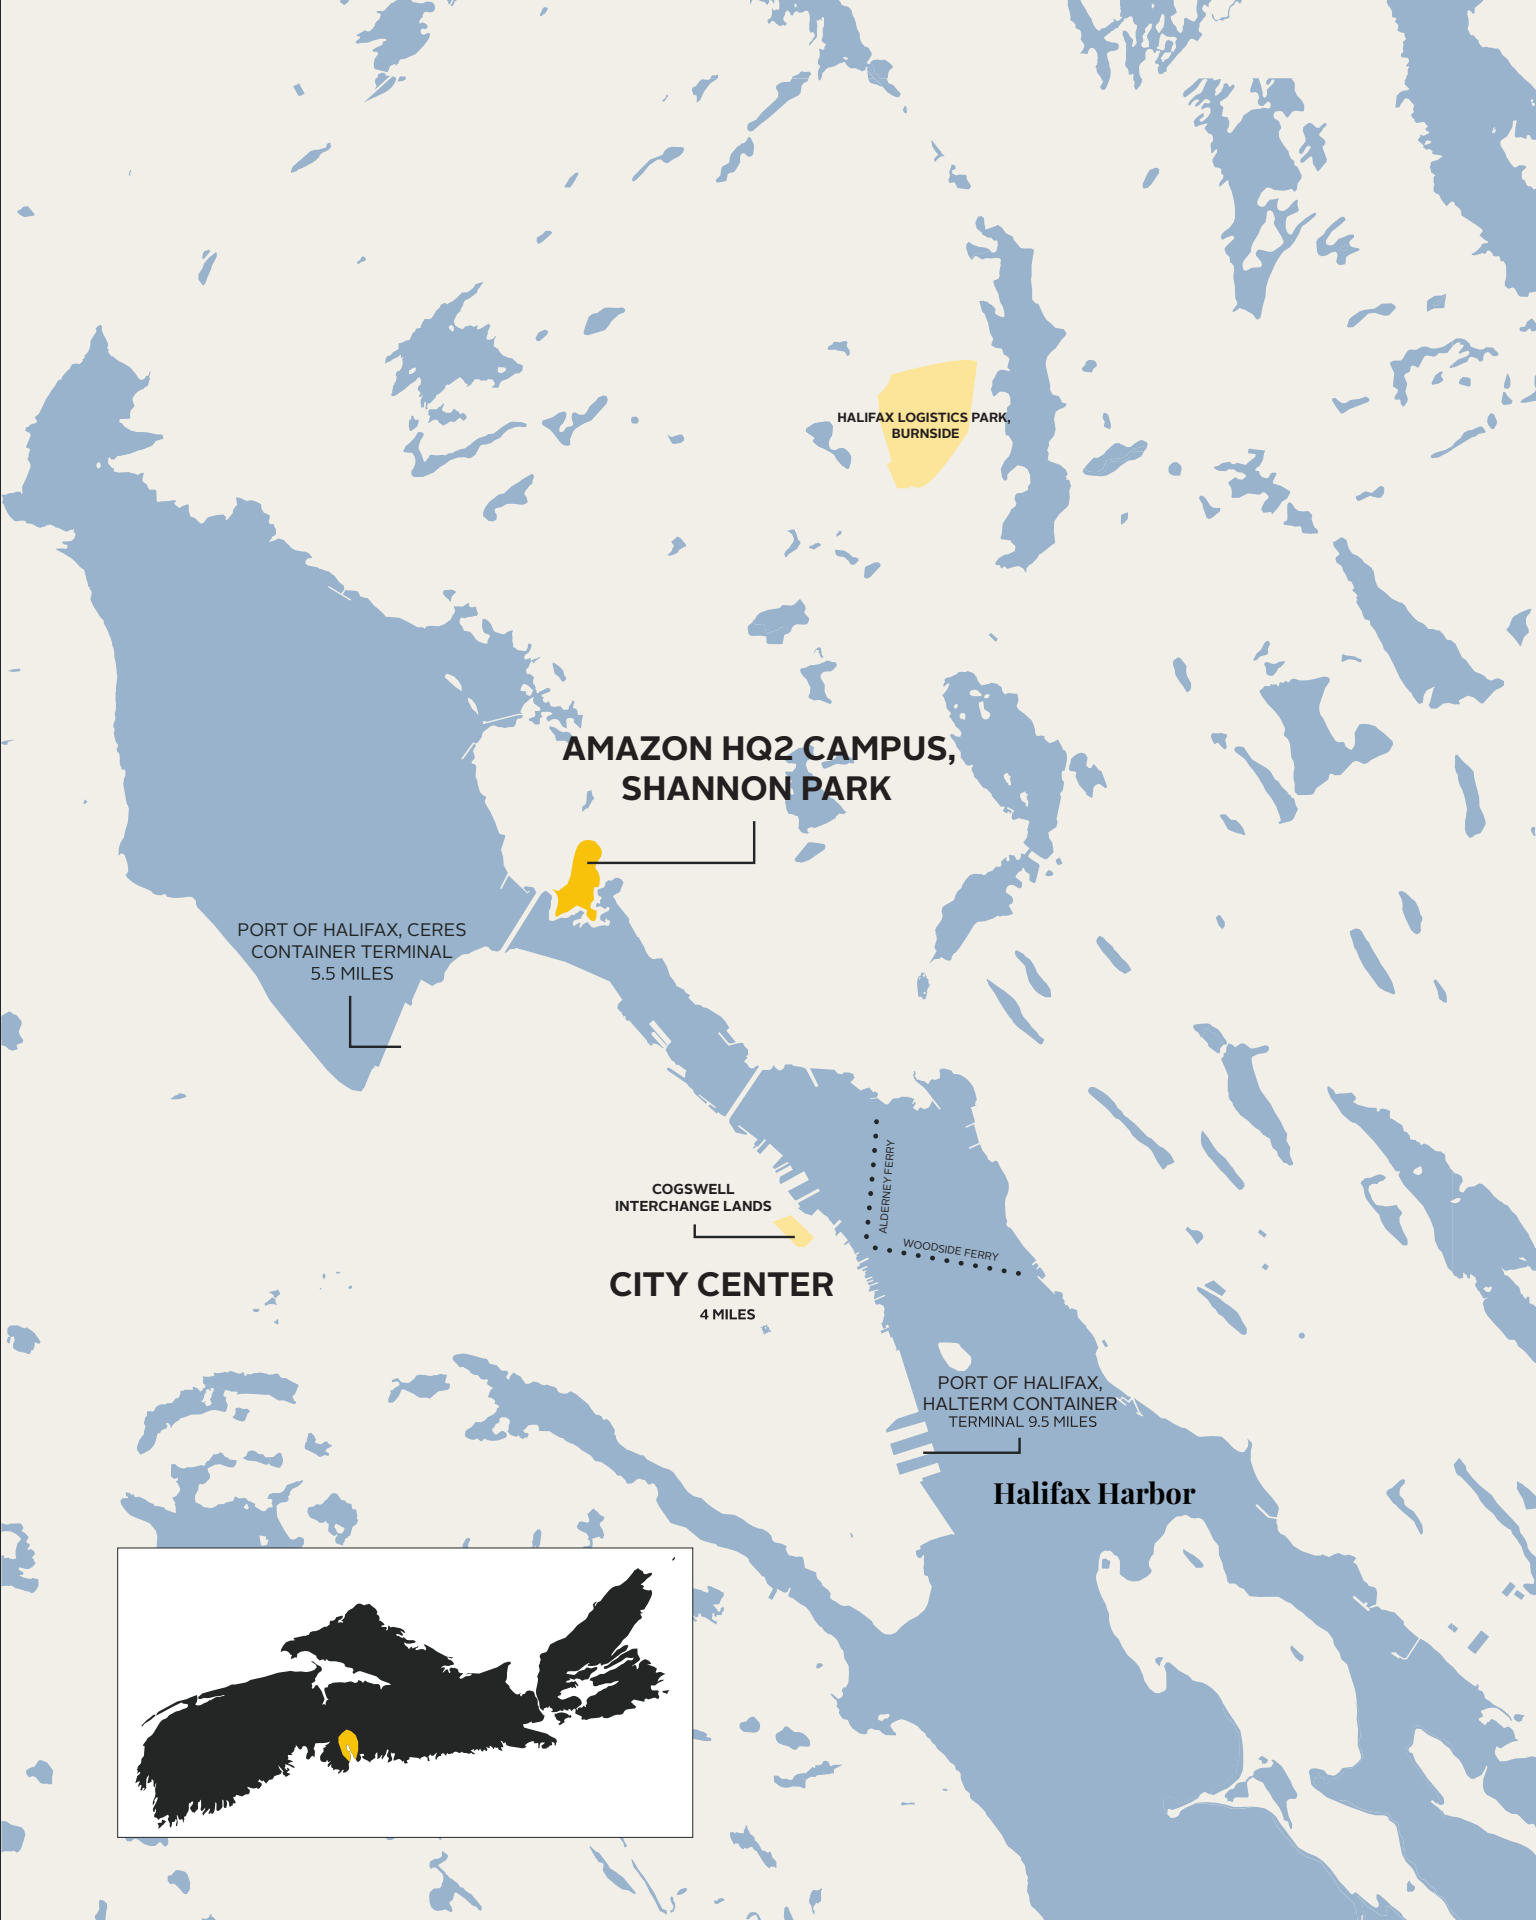 HALIFAX LOGISTICS PARK,
BURNSIDE
AMAZON HQ2 CAMPUS,
SHANNON PARK
PORT OF HALIFAX, CERES
CONTAINER TERMINAL
5.5 MILES
ALDERNEY FERRY
WOODSIDE FERRY
COGSWELL
INTERCHANGE LANDS
CITY CENTER
4 MILES
PORT OF HALIFAX,
HALTERM CONTAINER
TERMINAL 9.5 MILES
Halifax Harbor